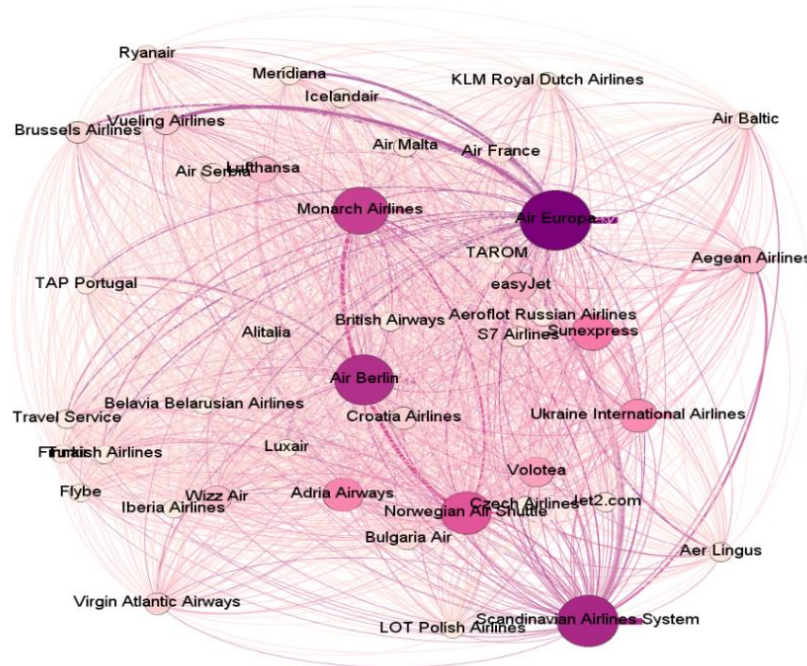 Ryanair
Meridiana
KLM Royal Dutch Airlines
Icelandair
Vueling Airlines
Air Baltic
Brussels Airlines
Air Malta
Air France
Air Serbia
Lufthansa
Monarch Airlines
Air Europa
TAROM
Aegean Airlines
TAP Portugal
easyJet
Aeroflot Russian Airlines
British Airways
Sunexpress
S7 Airlines
Alitalia
Air Berlin
Belavia Belarusian Airlines
Travel Service
Croatia Airlines
Ukraine International Airlines
Luxair
Turkish Airlines
Volotea
Flybe
Wizz Air
Adria Airways
Iberia Airlines
Czech Airlines
Jet2.com
Norwegian Air Shuttle
Bulgaria Air
Aer Lingus
Virgin Atlantic Airways
Scandinavian Airlines System
LOT Polish Airlines